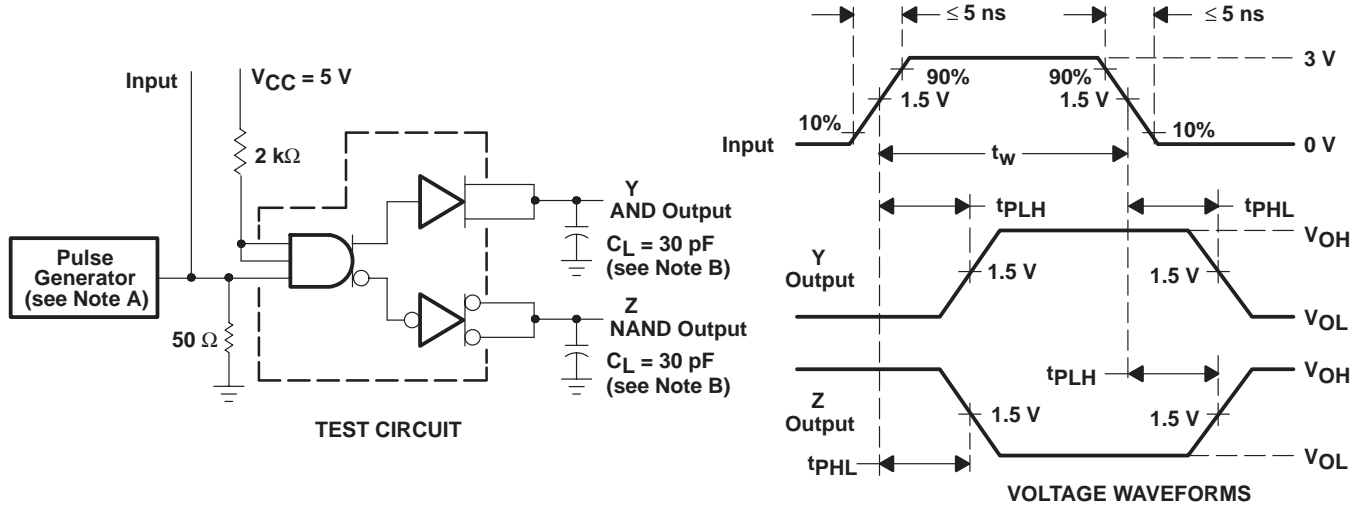 Input
VCC = 5 V
2 kΩ
Pulse
Generator
(see Note A)
50 Ω
Y
AND Output
CL = 30 pF
(see Note B)
Z
NAND Output
CL = 30 pF
(see Note B)
TEST CIRCUIT
≤ 5 ns
≤ 5 ns
3 V
90%
90%
1.5 V
1.5 V
10%
10%
Input
0 V
tw
tPLH
tPHL
VOH
Y
Output
1.5 V
1.5 V
VOL
tPLH
VOH
Z
Output
1.5 V
1.5 V
tPHL
VOL
VOLTAGE WAVEFORMS